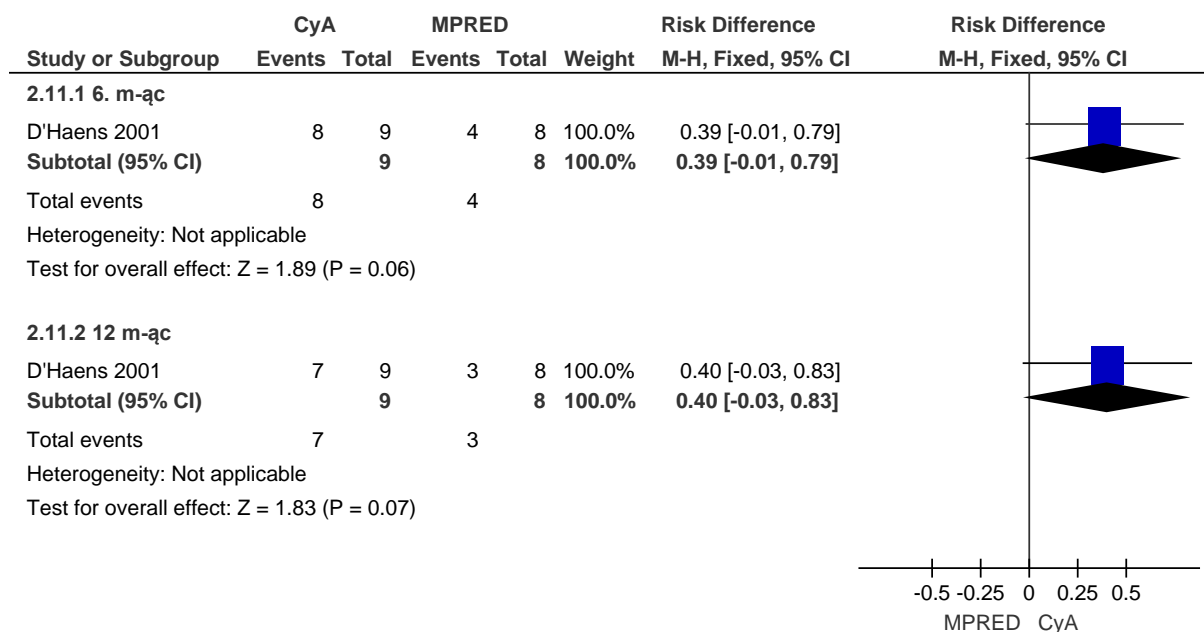 CyA MPRED Risk Difference Risk Difference
Study or Subgroup Events Total Events Total Weight M-H, Fixed, 95% CI M-H, Fixed, 95% CI
2.11.1 6. m-ąc
D'Haens 2001 8 9 4 8 100.0% 0.39 [-0.01, 0.79]
Subtotal (95% CI) 9 8 100.0% 0.39 [-0.01, 0.79]
Total events 8 4
Heterogeneity: Not applicable
Test for overall effect: Z = 1.89 (P = 0.06)
2.11.2 12 m-ąc
D'Haens 2001 7 9 3 8 100.0% 0.40 [-0.03, 0.83]
Subtotal (95% CI) 9 8 100.0% 0.40 [-0.03, 0.83]
Total events 7 3
Heterogeneity: Not applicable
Test for overall effect: Z = 1.83 (P = 0.07)
-0.5 -0.25 0 0.25 0.5
MPRED CyA